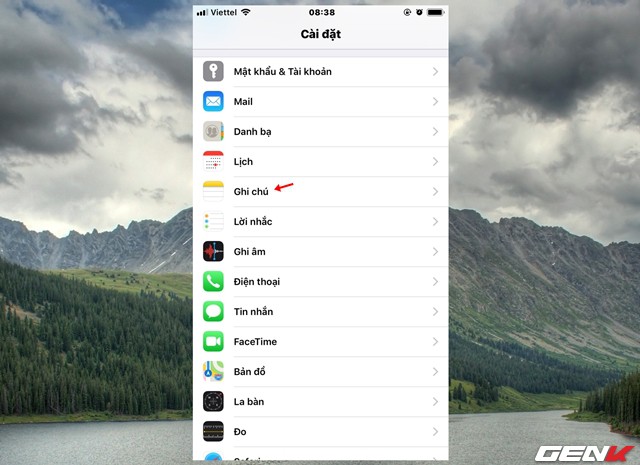 Viettel 08:38
Cài đặt
Mật khẩu & Tài khoản
Mail
Danh bạ
Lịch
Ghi chú
Lời nhắc
Ghi âm
Điện thoại
Tin nhắn
FaceTime
Bản đồ
La bàn
Đo
Safari
GENK